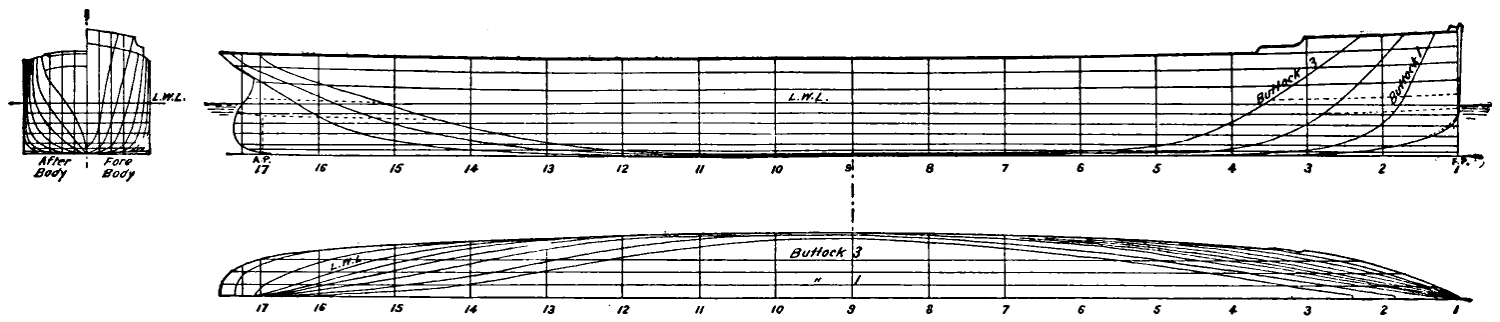 L.W.L.
After Body
Fore Body
L.W.L.
Buttock 3
Buttock 1
A.P.
F.P.
17 16 15 14 13 12 11 10 9 8 7 6 5 4 3 2 1
L.W.L.
Buttock 3
" 1
17 16 15 14 13 12 11 10 9 8 7 6 5 4 3 2 1